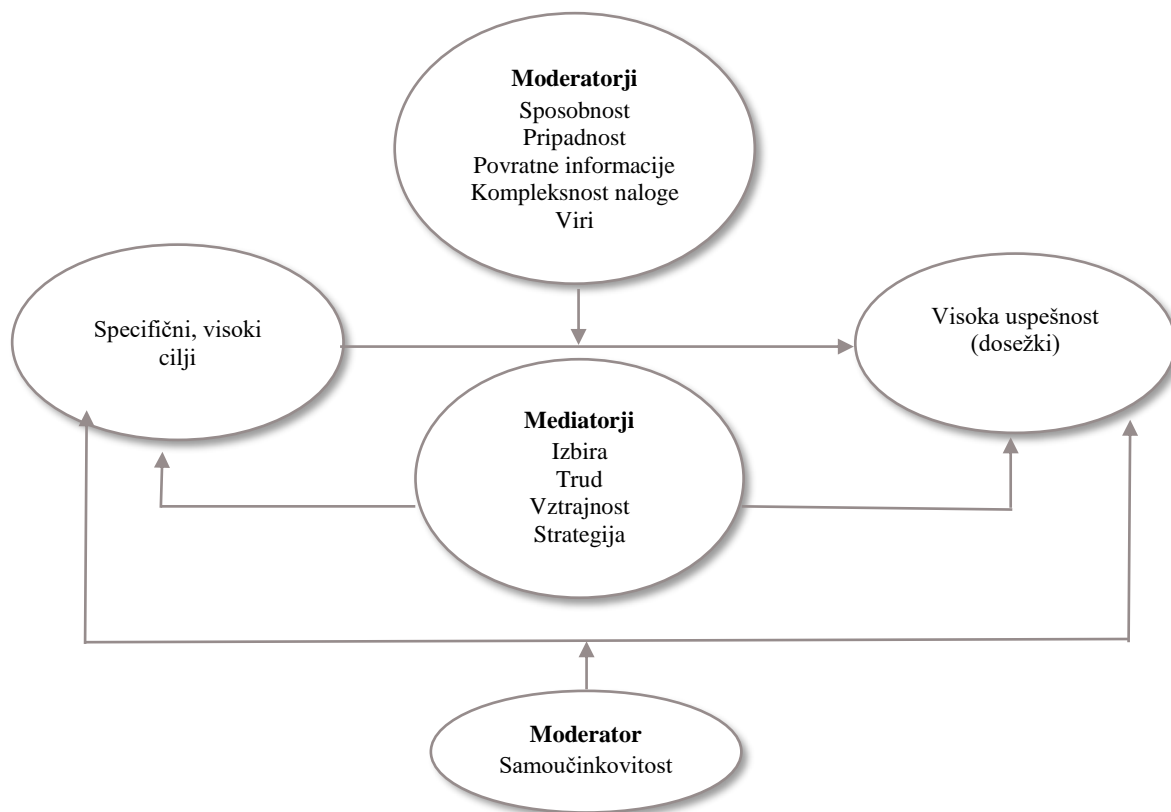 Moderatorji
Sposobnost
Pripadnost
Povratne informacije
Kompleksnost naloge
Viri
Specifični, visoki
cilji
Visoka uspešnost
(dosežki)
Mediatorji
Izbira
Trud
Vztrajnost
Strategija
Moderator
Samoučinkovitost